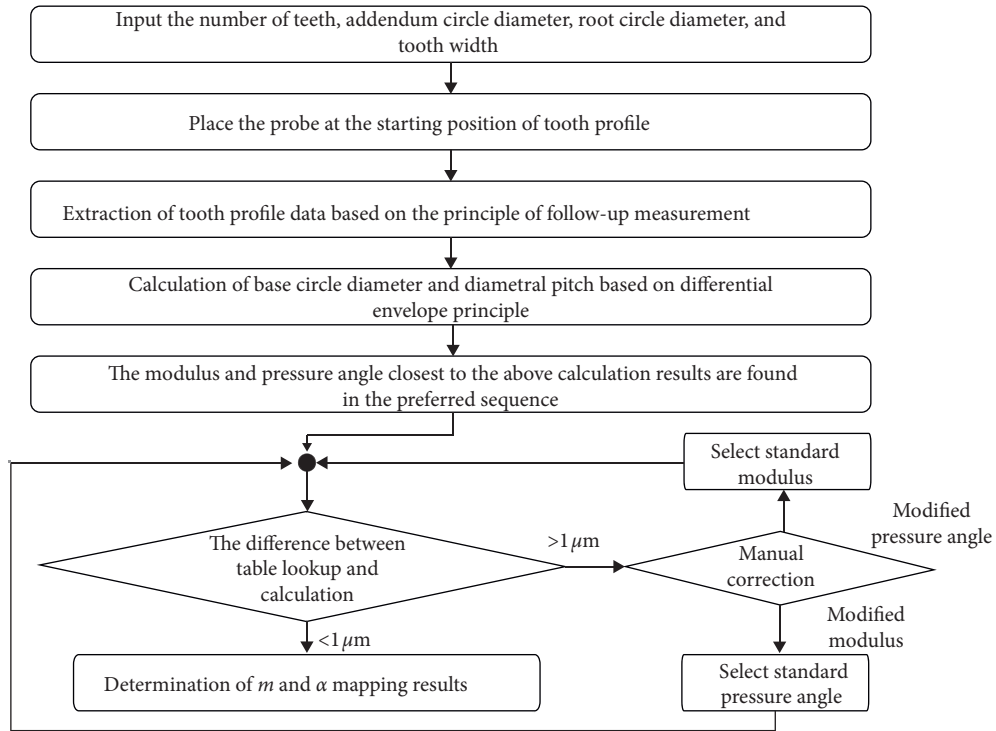 Input the number of teeth, addendum circle diameter, root circle diameter, and
tooth width
Place the probe at the starting position of tooth profile
Extraction of tooth profile data based on the principle of follow-up measurement
Calculation of base circle diameter and diametral pitch based on differential
envelope principle
The modulus and pressure angle closest to the above calculation results are found
in the preferred sequence
Select standard
modulus
Modified
pressure angle
The difference between
table lookup and
calculation
>1 μm
Manual
correction
<1 μm
Modified
modulus
Determination of m and α mapping results
Select standard
pressure angle